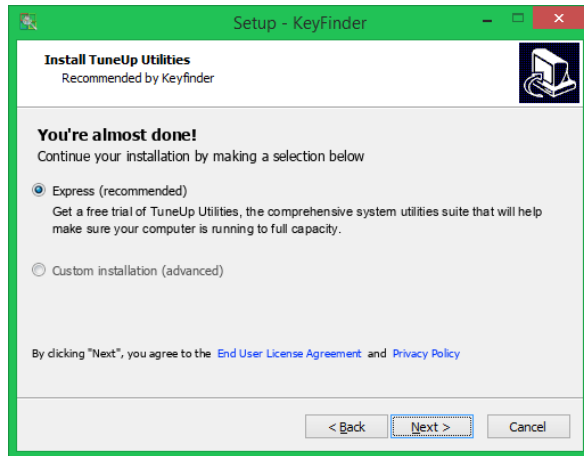 Setup - KeyFinder
Install TuneUp Utilities
Recommended by Keyfinder
You're almost done!
Continue your installation by making a selection below
Express (recommended)
Get a free trial of TuneUp Utilities, the comprehensive system utilities suite that will help
make sure your computer is running to full capacity.
Custom installation (advanced)
By clicking "Next", you agree to the End User License Agreement and Privacy Policy
< Back Next > Cancel